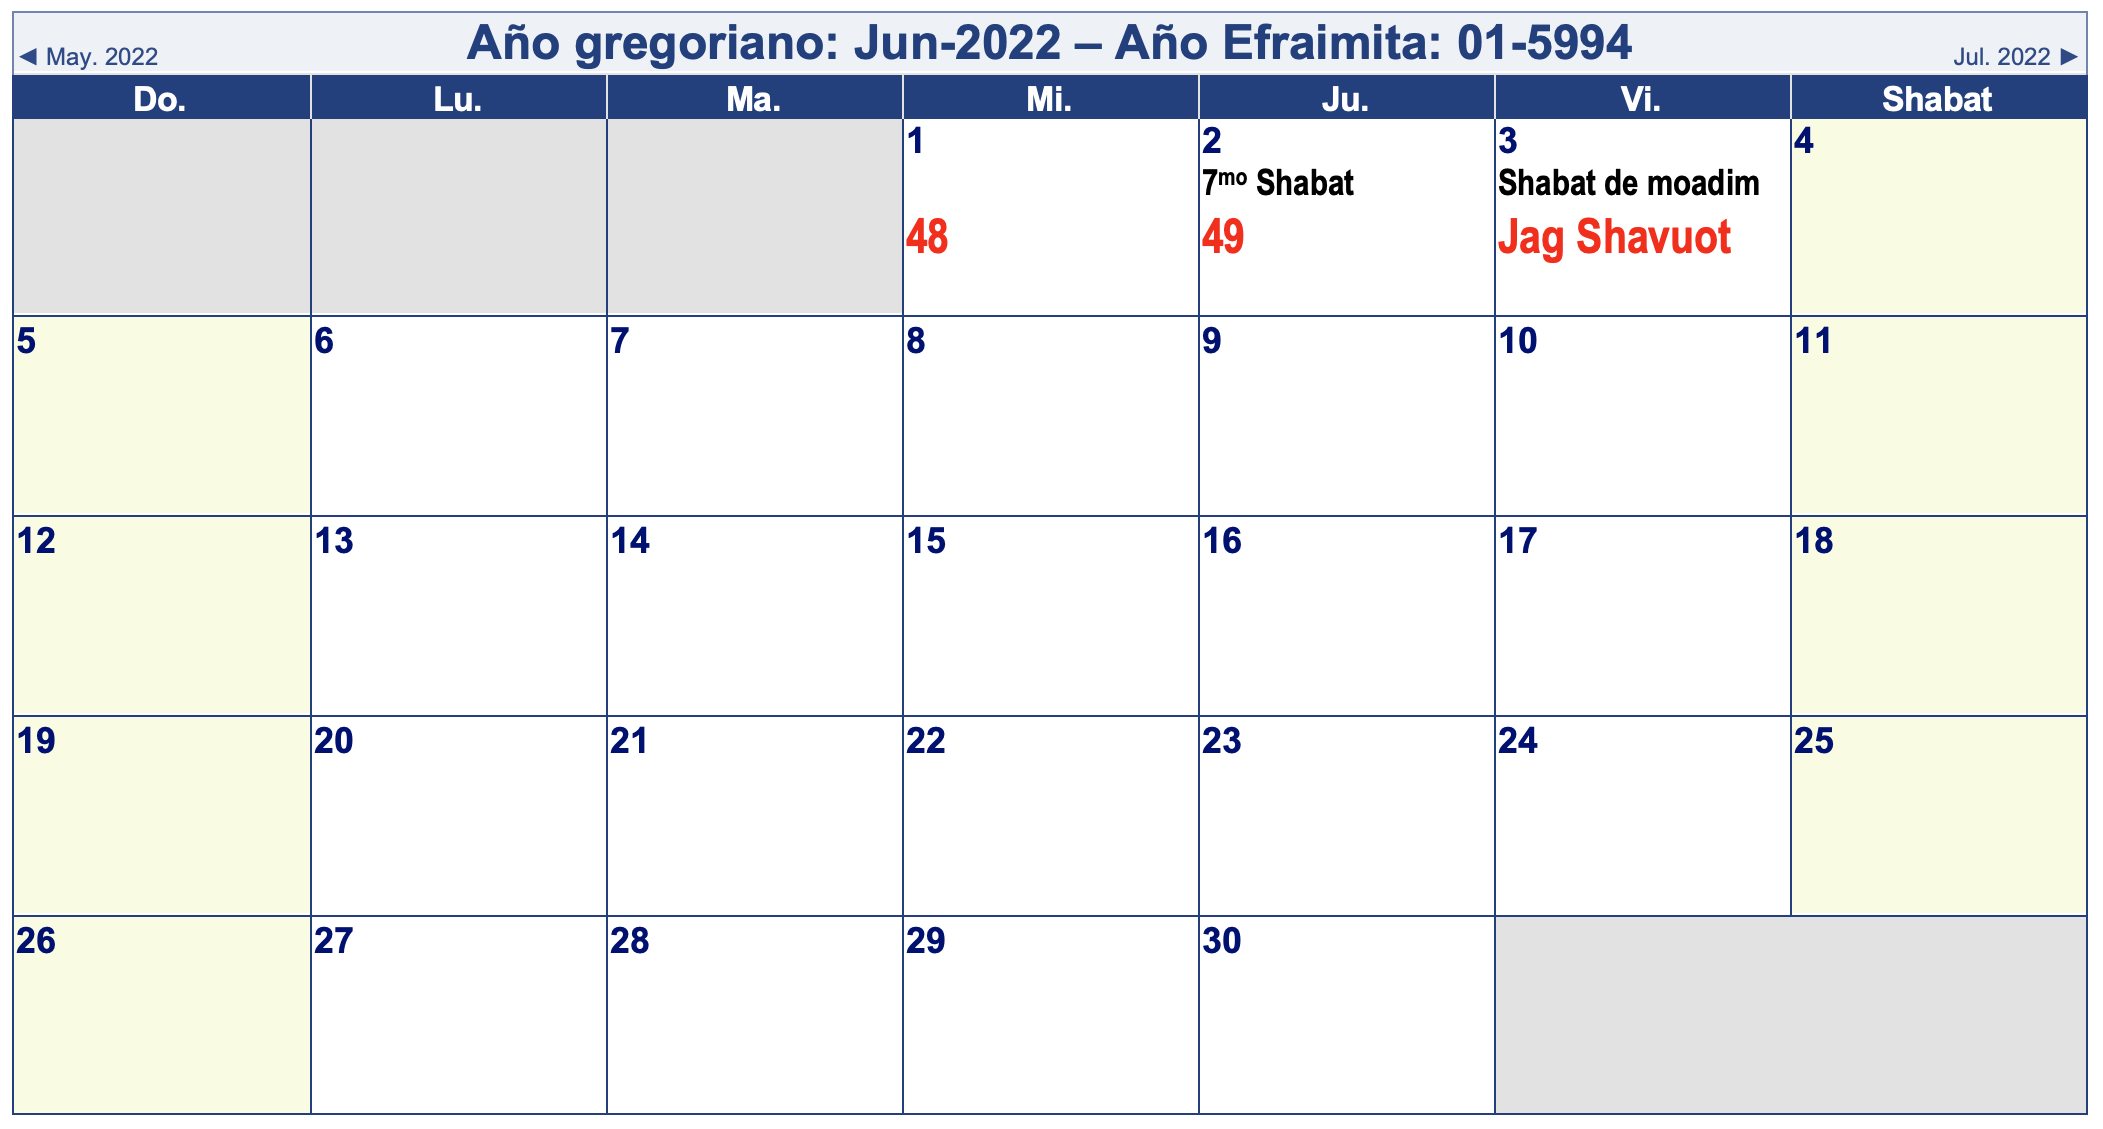 Año gregoriano: Jun-2022 – Año Efraimita: 01-5994
◄ May. 2022
Jul. 2022 ►
Do. Lu. Ma. Mi. Ju. Vi. Shabat
1 2 3 4
7mo Shabat Shabat de moadim
48 49 Jag Shavuot
5 6 7 8 9 10 11
12 13 14 15 16 17 18
19 20 21 22 23 24 25
26 27 28 29 30